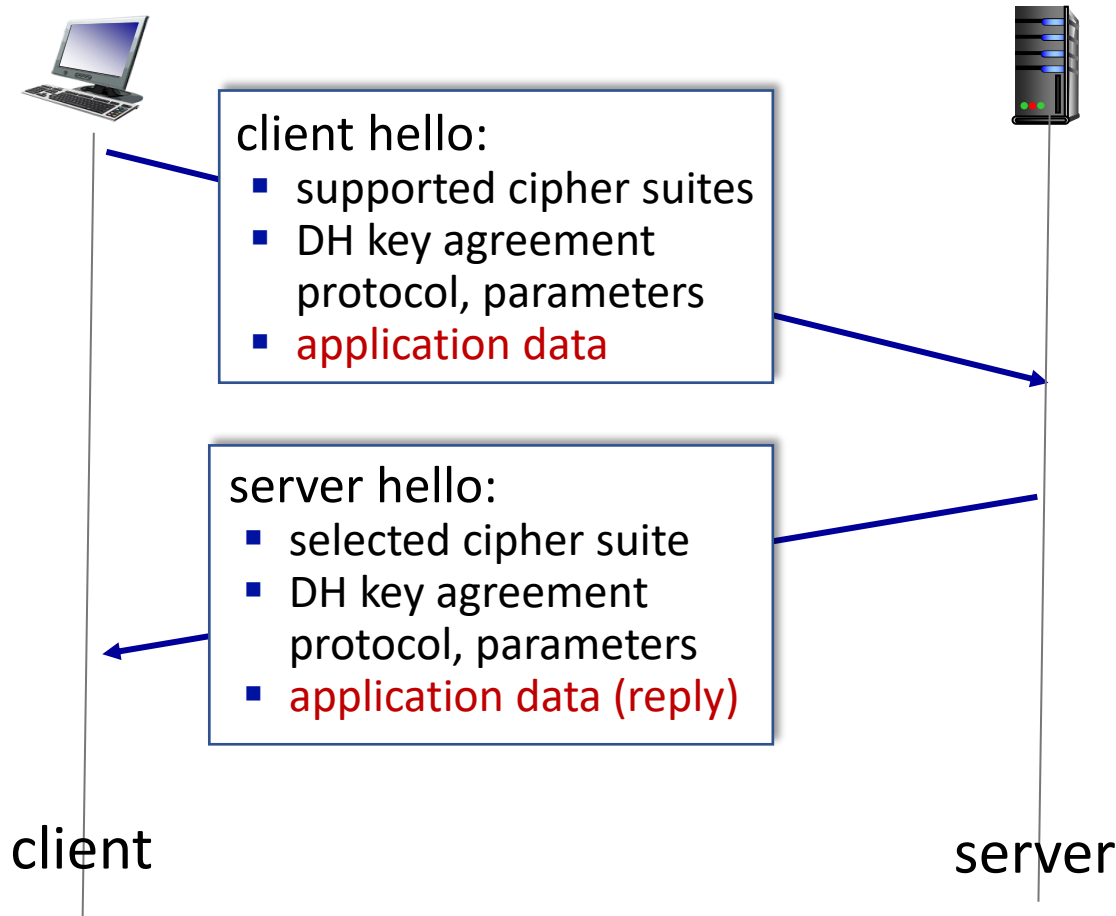 client hello:
▪ supported cipher suites
▪ DH key agreement
protocol, parameters
▪ application data
server hello:
▪ selected cipher suite
▪ DH key agreement
protocol, parameters
▪ application data (reply)
client
server